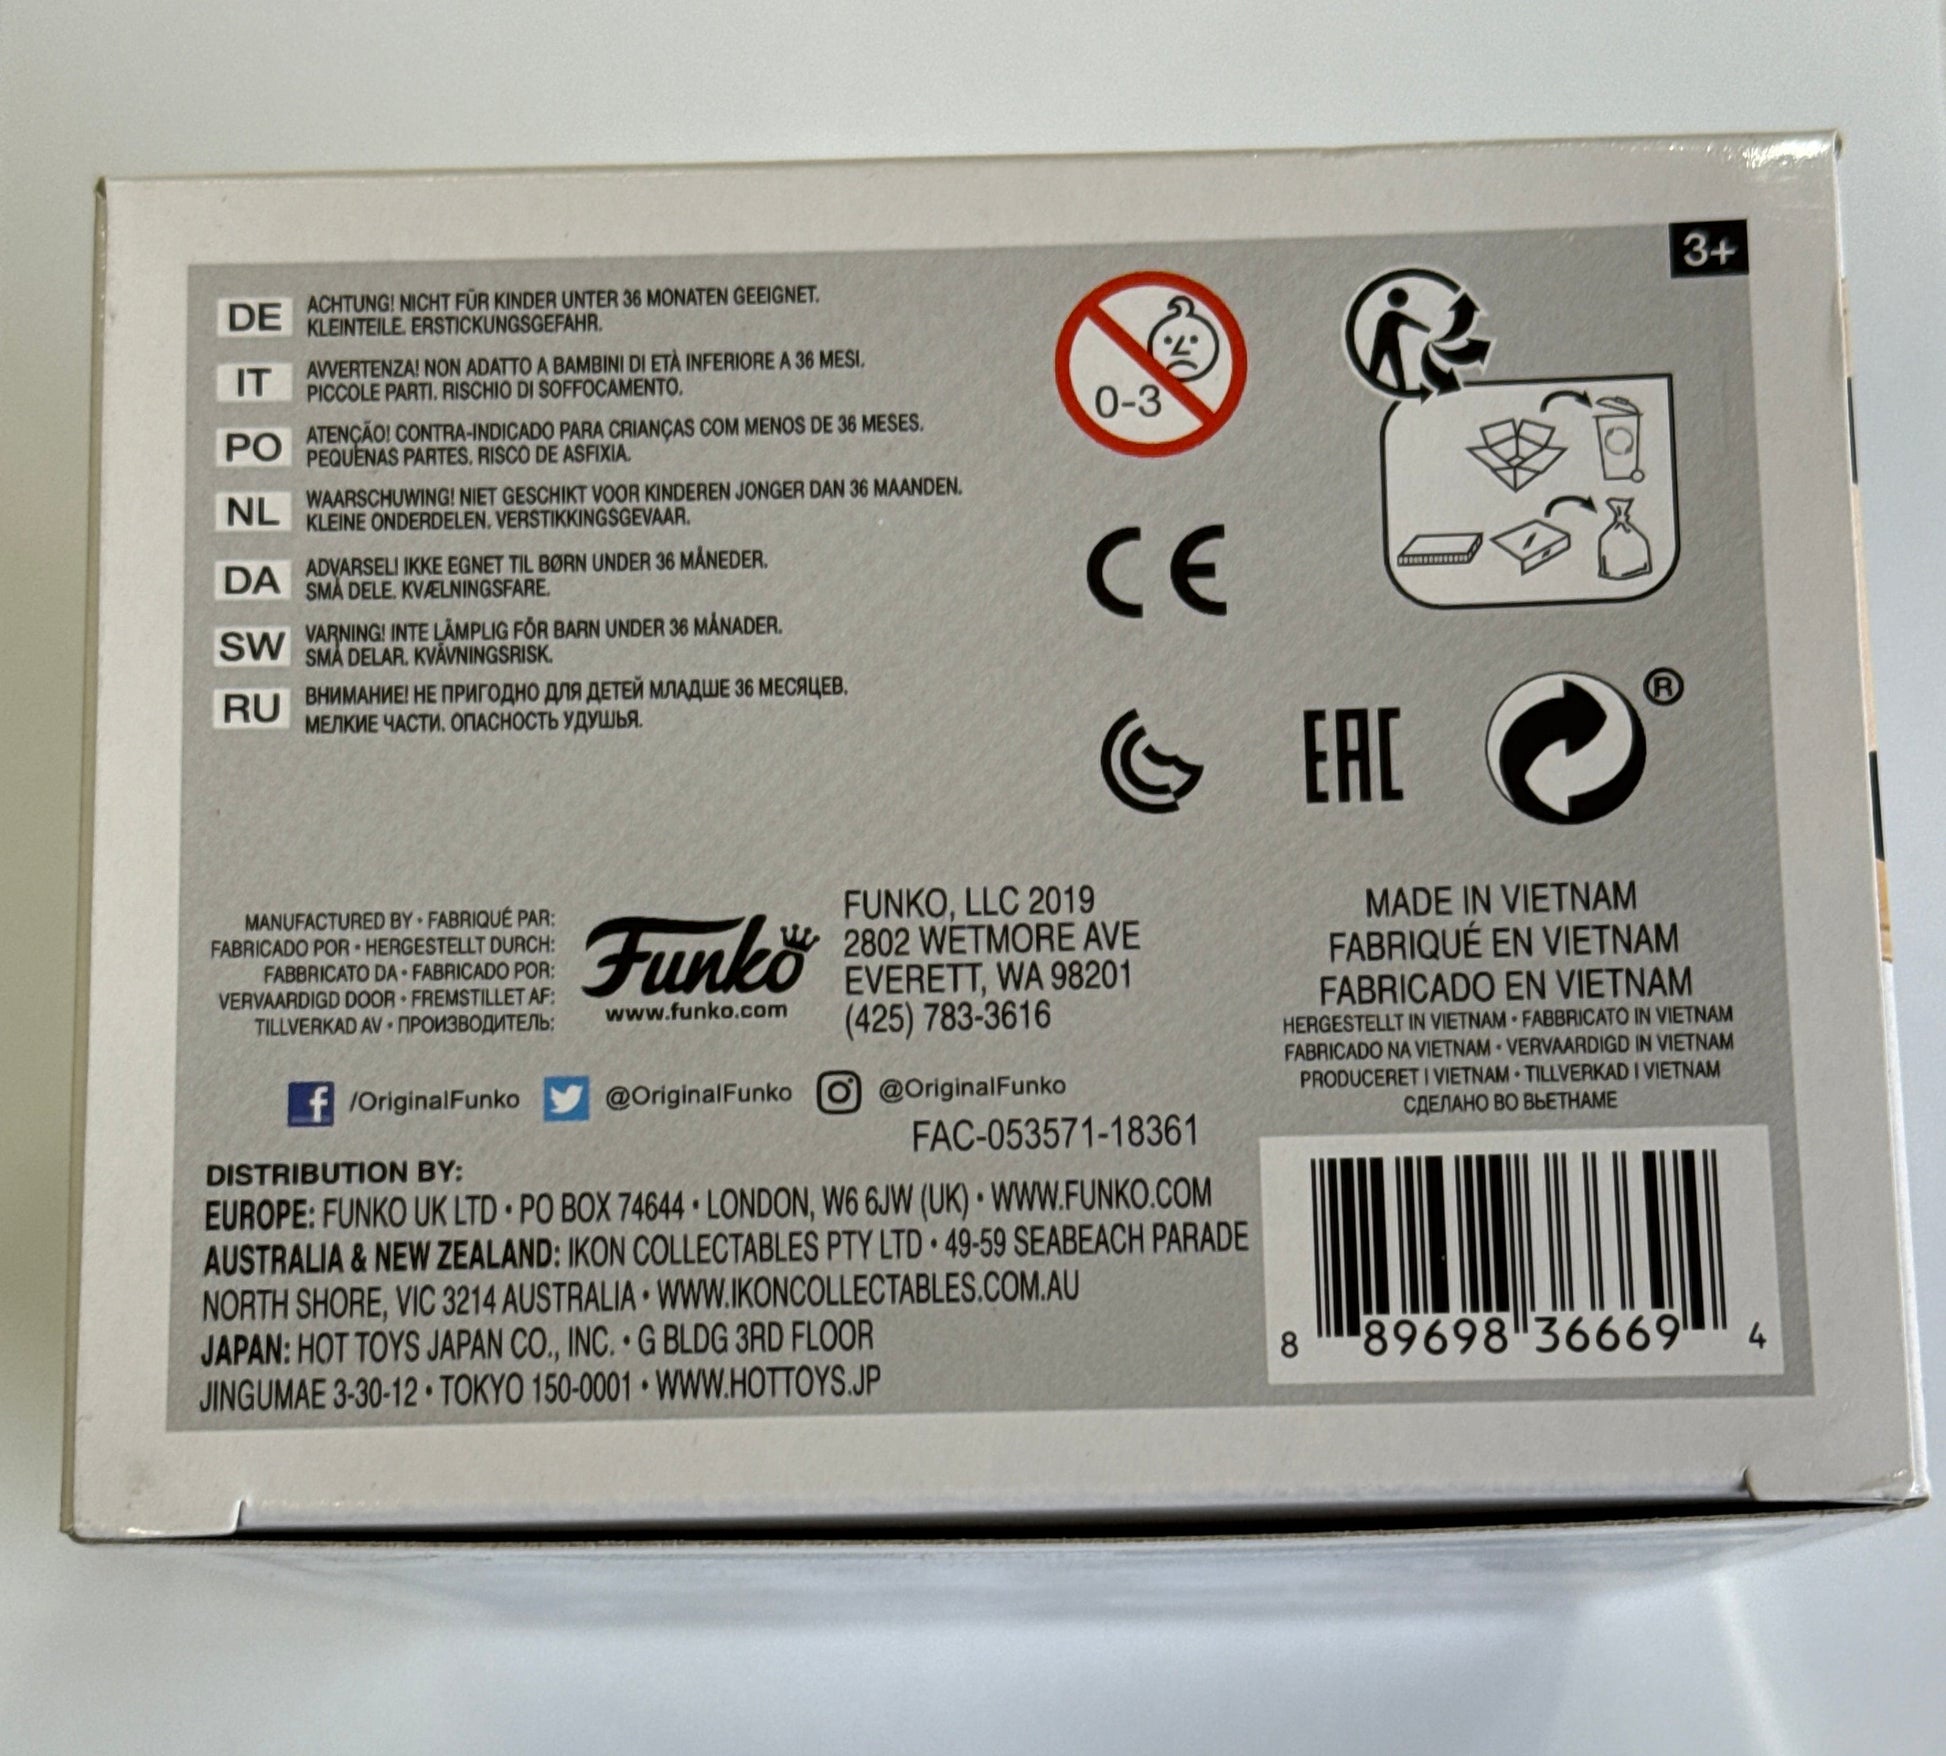 3+
DE
ACHTUNG! NICHT FÜR KINDER UNTER 36 MONATEN GEEIGNET.
KLEINTEILE. ERSTICKUNGSGEFAHR.
IT
AVVERTENZA! NON ADATTO A BAMBINI DI ETÀ INFERIORE A 36 MESI.
PICCOLE PARTI. RISCHIO DI SOFFOCAMENTO.
PO
ATENÇÃO! CONTRA-INDICADO PARA CRIANÇAS COM MENOS DE 36 MESES.
PEQUENAS PARTES. RISCO DE ASFIXIA.
NL
WAARSCHUWING! NIET GESCHIKT VOOR KINDEREN JONGER DAN 36 MAANDEN.
KLEINE ONDERDELEN. VERSTIKKINGSGEVAAR.
DA
ADVARSEL! IKKE EGNET TIL BØRN UNDER 36 MÅNEDER.
SMÅ DELE. KVÆLNINGSFARE.
SW
VARNING! INTE LÄMPLIG FÖR BARN UNDER 36 MÅNADER.
SMÅ DELAR. KVÄVNINGSRISK.
RU
ВНИМАНИЕ! НЕ ПРИГОДНО ДЛЯ ДЕТЕЙ МЛАДШЕ 36 МЕСЯЦЕВ.
МЕЛКИЕ ЧАСТИ. ОПАСНОСТЬ УДУШЬЯ.
0-3
CE
EAC
®
MANUFACTURED BY • FABRIQUÉ PAR:
FABRICADO POR • HERGESTELLT DURCH:
FABBRICATO DA • FABRICADO POR:
VERVAARDIGD DOOR • FREMSTILLET AF:
TILLVERKAD AV • ПРОИЗВОДИТЕЛЬ:
Funko
www.funko.com
FUNKO, LLC 2019
2802 WETMORE AVE
EVERETT, WA 98201
(425) 783-3616
MADE IN VIETNAM
FABRIQUÉ EN VIETNAM
FABRICADO EN VIETNAM
HERGESTELLT IN VIETNAM • FABBRICATO IN VIETNAM
FABRICADO NA VIETNAM • VERVAARDIGD IN VIETNAM
PRODUCERET I VIETNAM • TILLVERKAD I VIETNAM
СДЕЛАНО ВО ВЬЕТНАМЕ
/OriginalFunko @OriginalFunko @OriginalFunko
FAC-053571-18361
DISTRIBUTION BY:
EUROPE: FUNKO UK LTD • PO BOX 74644 • LONDON, W6 6JW (UK) • WWW.FUNKO.COM
AUSTRALIA & NEW ZEALAND: IKON COLLECTABLES PTY LTD • 49-59 SEABEACH PARADE
NORTH SHORE, VIC 3214 AUSTRALIA • WWW.IKONCOLLECTABLES.COM.AU
JAPAN: HOT TOYS JAPAN CO., INC. • G BLDG 3RD FLOOR
JINGUMAE 3-30-12 • TOKYO 150-0001 • WWW.HOTTOYS.JP
8 89698 36669 4